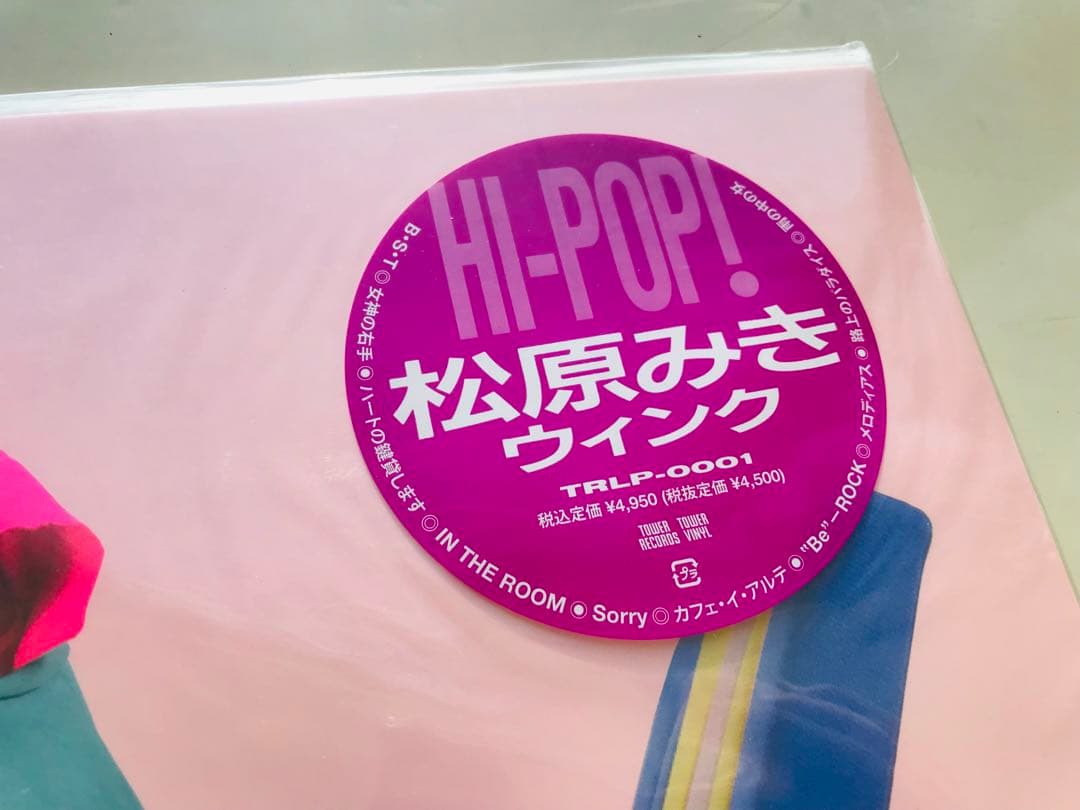 HI-POP!
松原みき
ウィンク
TRLP-0001
税込定価 ¥4,950 (税抜定価 ¥4,500)
TOWER RECORDS TOWER VINYL
プラ
B・S・T ◎ 女神の右手 ◉ ハートの鍵貸します ◎ IN THE ROOM ◉ Sorry ◎ カフェ・イ・アルテ ◉ "Be"−ROCK ◎ メロディアス ◉ 路上のパラダイス ◎ 雨の中の女